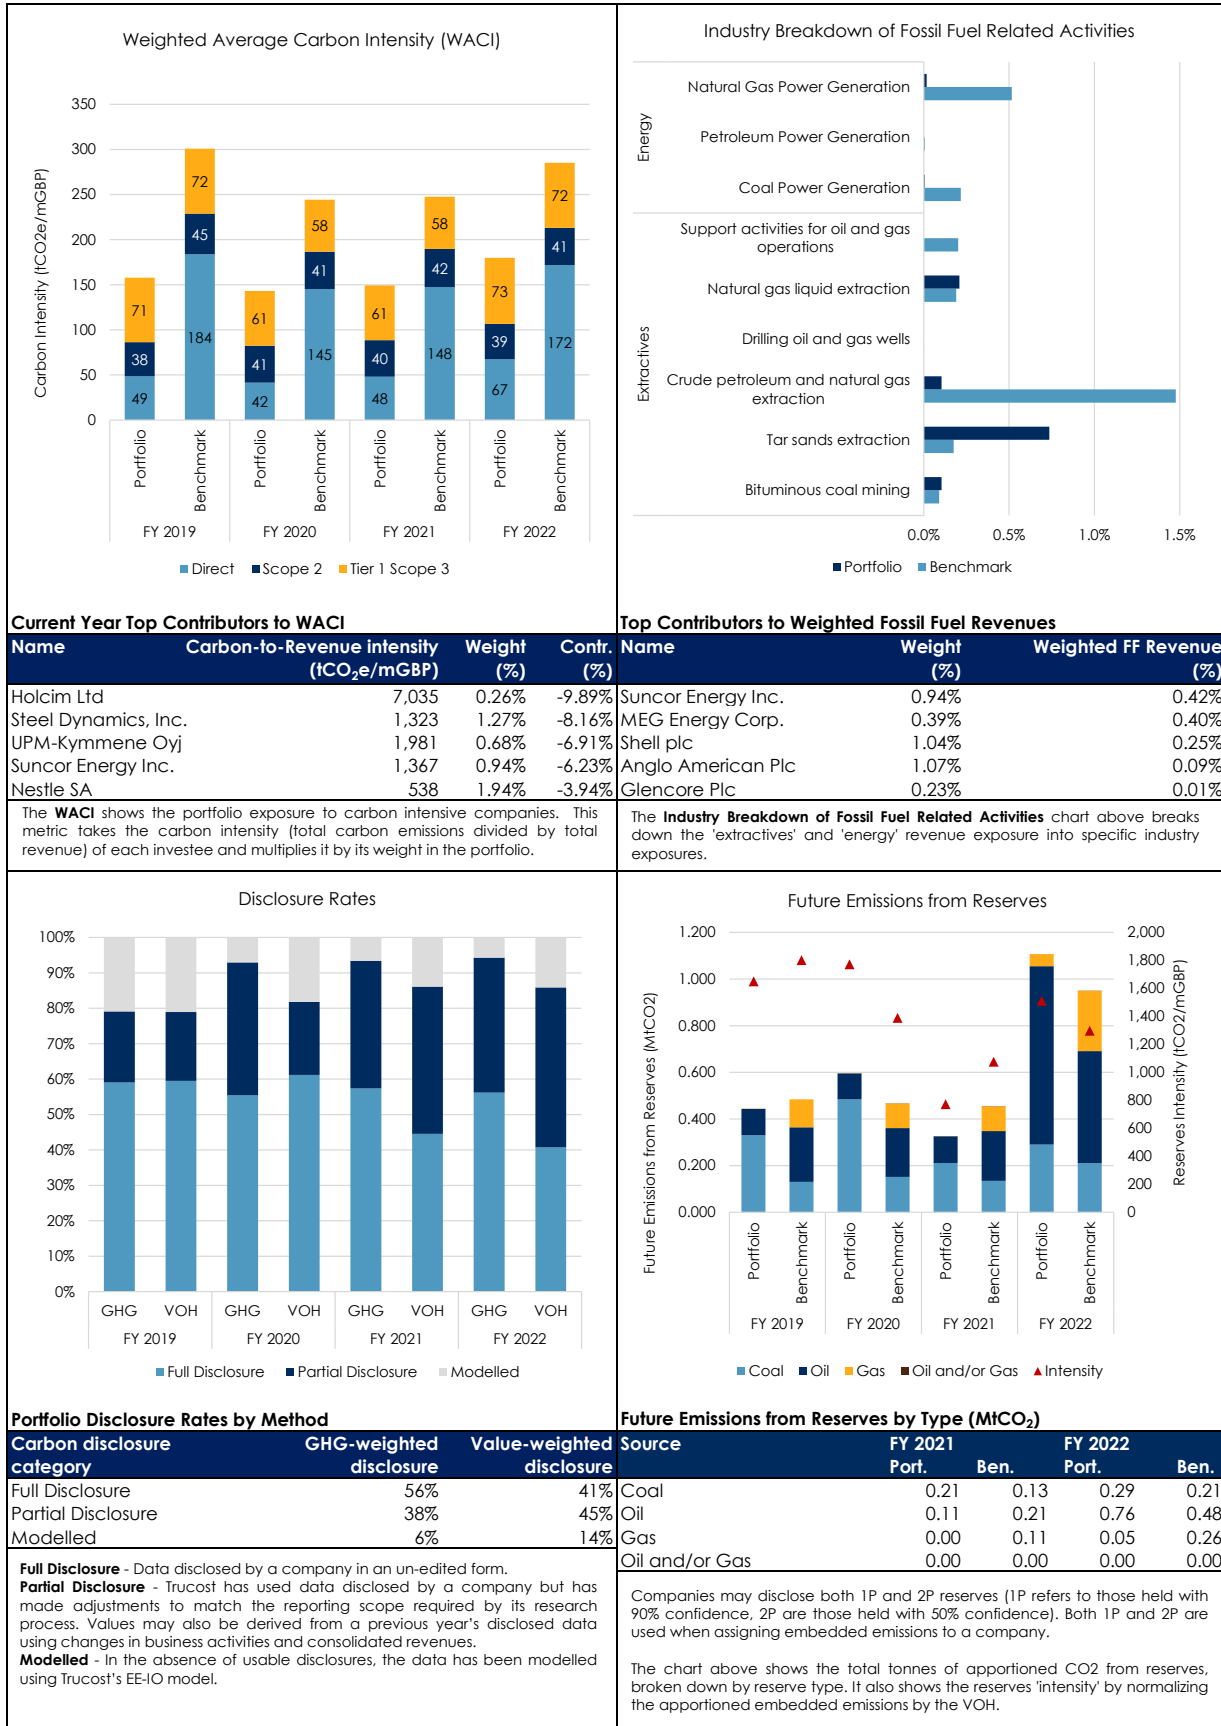 Weighted Average Carbon Intensity (WACI)
350
300
250
200
150
100
50
0
Carbon Intensity (tCO2e/mGBP)
71
38
49
72
45
184
61
41
42
58
41
145
61
40
48
58
42
148
73
39
67
72
41
172
Portfolio
Benchmark
Portfolio
Benchmark
Portfolio
Benchmark
Portfolio
Benchmark
FY 2019
FY 2020
FY 2021
FY 2022
Direct
Scope 2
Tier 1 Scope 3
Industry Breakdown of Fossil Fuel Related Activities
Energy
Natural Gas Power Generation
Petroleum Power Generation
Coal Power Generation
Extractives
Support activities for oil and gas
operations
Natural gas liquid extraction
Drilling oil and gas wells
Crude petroleum and natural gas
extraction
Tar sands extraction
Bituminous coal mining
0.0%
0.5%
1.0%
1.5%
Portfolio
Benchmark
Current Year Top Contributors to WACI
Name Carbon-to-Revenue intensity Weight Contr.
(tCO2e/mGBP) (%) (%)
Holcim Ltd 7,035 0.26% -9.89%
Steel Dynamics, Inc. 1,323 1.27% -8.16%
UPM-Kymmene Oyj 1,981 0.68% -6.91%
Suncor Energy Inc. 1,367 0.94% -6.23%
Nestle SA 538 1.94% -3.94%
The WACI shows the portfolio exposure to carbon intensive companies. This
metric takes the carbon intensity (total carbon emissions divided by total
revenue) of each investee and multiplies it by its weight in the portfolio.
Top Contributors to Weighted Fossil Fuel Revenues
Name Weight Weighted FF Revenue
(%) (%)
Suncor Energy Inc. 0.94% 0.42%
MEG Energy Corp. 0.39% 0.40%
Shell plc 1.04% 0.25%
Anglo American Plc 1.07% 0.09%
Glencore Plc 0.23% 0.01%
The Industry Breakdown of Fossil Fuel Related Activities chart above breaks
down the 'extractives' and 'energy' revenue exposure into specific industry
exposures.
Disclosure Rates
100%
90%
80%
70%
60%
50%
40%
30%
20%
10%
0%
GHG
VOH
GHG
VOH
GHG
VOH
GHG
VOH
FY 2019
FY 2020
FY 2021
FY 2022
Full Disclosure
Partial Disclosure
Modelled
Future Emissions from Reserves
1.200
1.000
0.800
0.600
0.400
0.200
0.000
Future Emissions from Reserves (MtCO2)
2,000
1,800
1,600
1,400
1,200
1,000
800
600
400
200
0
Reserves Intensity (tCO2/mGBP)
Portfolio
Benchmark
Portfolio
Benchmark
Portfolio
Benchmark
Portfolio
Benchmark
FY 2019
FY 2020
FY 2021
FY 2022
Coal
Oil
Gas
Oil and/or Gas
Intensity
Portfolio Disclosure Rates by Method
Carbon disclosure GHG-weighted Value-weighted
category disclosure disclosure
Full Disclosure 56% 41%
Partial Disclosure 38% 45%
Modelled 6% 14%
Full Disclosure - Data disclosed by a company in an un-edited form.
Partial Disclosure - Trucost has used data disclosed by a company but has
made adjustments to match the reporting scope required by its research
process. Values may also be derived from a previous year's disclosed data
using changes in business activities and consolidated revenues.
Modelled - In the absence of usable disclosures, the data has been modelled
using Trucost's EE-IO model.
Future Emissions from Reserves by Type (MtCO2)
Source FY 2021 FY 2022
Port. Ben. Port. Ben.
Coal 0.21 0.13 0.29 0.21
Oil 0.11 0.21 0.76 0.48
Gas 0.00 0.11 0.05 0.26
Oil and/or Gas 0.00 0.00 0.00 0.00
Companies may disclose both 1P and 2P reserves (1P refers to those held with
90% confidence, 2P are those held with 50% confidence). Both 1P and 2P are
used when assigning embedded emissions to a company.
The chart above shows the total tonnes of apportioned CO2 from reserves,
broken down by reserve type. It also shows the reserves 'intensity' by normalizing
the apportioned embedded emissions by the VOH.